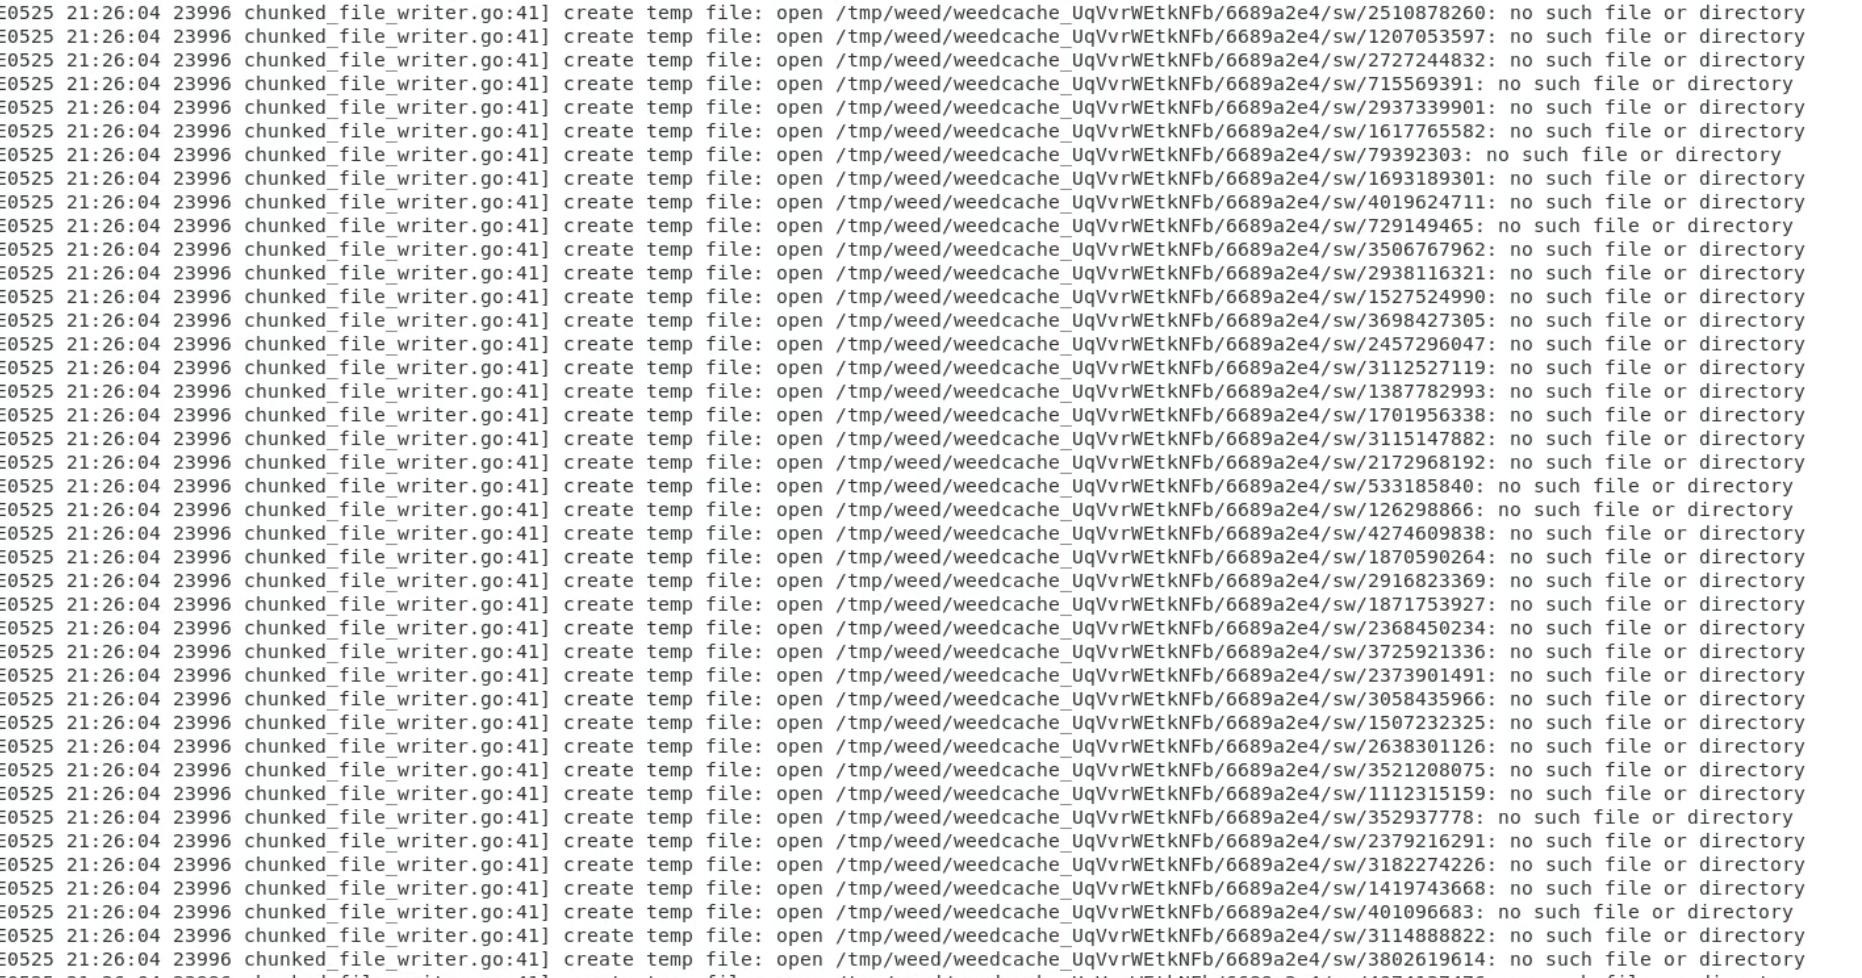 E0525 21:26:04 23996 chunked_file_writer.go:41] create temp file: open /tmp/weed/weedcache_UqVvrWEtkNFb/6689a2e4/sw/2510878260: no such file or directory
E0525 21:26:04 23996 chunked_file_writer.go:41] create temp file: open /tmp/weed/weedcache_UqVvrWEtkNFb/6689a2e4/sw/1207053597: no such file or directory
E0525 21:26:04 23996 chunked_file_writer.go:41] create temp file: open /tmp/weed/weedcache_UqVvrWEtkNFb/6689a2e4/sw/2727244832: no such file or directory
E0525 21:26:04 23996 chunked_file_writer.go:41] create temp file: open /tmp/weed/weedcache_UqVvrWEtkNFb/6689a2e4/sw/715569391: no such file or directory
E0525 21:26:04 23996 chunked_file_writer.go:41] create temp file: open /tmp/weed/weedcache_UqVvrWEtkNFb/6689a2e4/sw/2937339901: no such file or directory
E0525 21:26:04 23996 chunked_file_writer.go:41] create temp file: open /tmp/weed/weedcache_UqVvrWEtkNFb/6689a2e4/sw/1617765582: no such file or directory
E0525 21:26:04 23996 chunked_file_writer.go:41] create temp file: open /tmp/weed/weedcache_UqVvrWEtkNFb/6689a2e4/sw/79392303: no such file or directory
E0525 21:26:04 23996 chunked_file_writer.go:41] create temp file: open /tmp/weed/weedcache_UqVvrWEtkNFb/6689a2e4/sw/1693189301: no such file or directory
E0525 21:26:04 23996 chunked_file_writer.go:41] create temp file: open /tmp/weed/weedcache_UqVvrWEtkNFb/6689a2e4/sw/4019624711: no such file or directory
E0525 21:26:04 23996 chunked_file_writer.go:41] create temp file: open /tmp/weed/weedcache_UqVvrWEtkNFb/6689a2e4/sw/729149465: no such file or directory
E0525 21:26:04 23996 chunked_file_writer.go:41] create temp file: open /tmp/weed/weedcache_UqVvrWEtkNFb/6689a2e4/sw/3506767962: no such file or directory
E0525 21:26:04 23996 chunked_file_writer.go:41] create temp file: open /tmp/weed/weedcache_UqVvrWEtkNFb/6689a2e4/sw/2938116321: no such file or directory
E0525 21:26:04 23996 chunked_file_writer.go:41] create temp file: open /tmp/weed/weedcache_UqVvrWEtkNFb/6689a2e4/sw/1527524990: no such file or directory
E0525 21:26:04 23996 chunked_file_writer.go:41] create temp file: open /tmp/weed/weedcache_UqVvrWEtkNFb/6689a2e4/sw/3698427305: no such file or directory
E0525 21:26:04 23996 chunked_file_writer.go:41] create temp file: open /tmp/weed/weedcache_UqVvrWEtkNFb/6689a2e4/sw/2457296047: no such file or directory
E0525 21:26:04 23996 chunked_file_writer.go:41] create temp file: open /tmp/weed/weedcache_UqVvrWEtkNFb/6689a2e4/sw/3112527119: no such file or directory
E0525 21:26:04 23996 chunked_file_writer.go:41] create temp file: open /tmp/weed/weedcache_UqVvrWEtkNFb/6689a2e4/sw/1387782993: no such file or directory
E0525 21:26:04 23996 chunked_file_writer.go:41] create temp file: open /tmp/weed/weedcache_UqVvrWEtkNFb/6689a2e4/sw/1701956338: no such file or directory
E0525 21:26:04 23996 chunked_file_writer.go:41] create temp file: open /tmp/weed/weedcache_UqVvrWEtkNFb/6689a2e4/sw/3115147882: no such file or directory
E0525 21:26:04 23996 chunked_file_writer.go:41] create temp file: open /tmp/weed/weedcache_UqVvrWEtkNFb/6689a2e4/sw/2172968192: no such file or directory
E0525 21:26:04 23996 chunked_file_writer.go:41] create temp file: open /tmp/weed/weedcache_UqVvrWEtkNFb/6689a2e4/sw/533185840: no such file or directory
E0525 21:26:04 23996 chunked_file_writer.go:41] create temp file: open /tmp/weed/weedcache_UqVvrWEtkNFb/6689a2e4/sw/126298866: no such file or directory
E0525 21:26:04 23996 chunked_file_writer.go:41] create temp file: open /tmp/weed/weedcache_UqVvrWEtkNFb/6689a2e4/sw/4274609838: no such file or directory
E0525 21:26:04 23996 chunked_file_writer.go:41] create temp file: open /tmp/weed/weedcache_UqVvrWEtkNFb/6689a2e4/sw/1870590264: no such file or directory
E0525 21:26:04 23996 chunked_file_writer.go:41] create temp file: open /tmp/weed/weedcache_UqVvrWEtkNFb/6689a2e4/sw/2916823369: no such file or directory
E0525 21:26:04 23996 chunked_file_writer.go:41] create temp file: open /tmp/weed/weedcache_UqVvrWEtkNFb/6689a2e4/sw/1871753927: no such file or directory
E0525 21:26:04 23996 chunked_file_writer.go:41] create temp file: open /tmp/weed/weedcache_UqVvrWEtkNFb/6689a2e4/sw/2368450234: no such file or directory
E0525 21:26:04 23996 chunked_file_writer.go:41] create temp file: open /tmp/weed/weedcache_UqVvrWEtkNFb/6689a2e4/sw/3725921336: no such file or directory
E0525 21:26:04 23996 chunked_file_writer.go:41] create temp file: open /tmp/weed/weedcache_UqVvrWEtkNFb/6689a2e4/sw/2373901491: no such file or directory
E0525 21:26:04 23996 chunked_file_writer.go:41] create temp file: open /tmp/weed/weedcache_UqVvrWEtkNFb/6689a2e4/sw/3058435966: no such file or directory
E0525 21:26:04 23996 chunked_file_writer.go:41] create temp file: open /tmp/weed/weedcache_UqVvrWEtkNFb/6689a2e4/sw/1507232325: no such file or directory
E0525 21:26:04 23996 chunked_file_writer.go:41] create temp file: open /tmp/weed/weedcache_UqVvrWEtkNFb/6689a2e4/sw/2638301126: no such file or directory
E0525 21:26:04 23996 chunked_file_writer.go:41] create temp file: open /tmp/weed/weedcache_UqVvrWEtkNFb/6689a2e4/sw/3521208075: no such file or directory
E0525 21:26:04 23996 chunked_file_writer.go:41] create temp file: open /tmp/weed/weedcache_UqVvrWEtkNFb/6689a2e4/sw/1112315159: no such file or directory
E0525 21:26:04 23996 chunked_file_writer.go:41] create temp file: open /tmp/weed/weedcache_UqVvrWEtkNFb/6689a2e4/sw/352937778: no such file or directory
E0525 21:26:04 23996 chunked_file_writer.go:41] create temp file: open /tmp/weed/weedcache_UqVvrWEtkNFb/6689a2e4/sw/2379216291: no such file or directory
E0525 21:26:04 23996 chunked_file_writer.go:41] create temp file: open /tmp/weed/weedcache_UqVvrWEtkNFb/6689a2e4/sw/3182274226: no such file or directory
E0525 21:26:04 23996 chunked_file_writer.go:41] create temp file: open /tmp/weed/weedcache_UqVvrWEtkNFb/6689a2e4/sw/1419743668: no such file or directory
E0525 21:26:04 23996 chunked_file_writer.go:41] create temp file: open /tmp/weed/weedcache_UqVvrWEtkNFb/6689a2e4/sw/401096683: no such file or directory
E0525 21:26:04 23996 chunked_file_writer.go:41] create temp file: open /tmp/weed/weedcache_UqVvrWEtkNFb/6689a2e4/sw/3114888822: no such file or directory
E0525 21:26:04 23996 chunked_file_writer.go:41] create temp file: open /tmp/weed/weedcache_UqVvrWEtkNFb/6689a2e4/sw/3802619614: no such file or directory